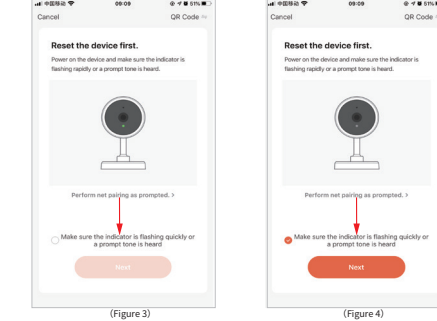 中国移动 09:09 51%
Cancel QR Code
Reset the device first.
Power on the device and make sure the indicator is
flashing rapidly or a prompt tone is heard.
Perform net pairing as prompted. >
Make sure the indicator is flashing quickly or
a prompt tone is heard
Next
(Figure 3)
中国移动 09:09 51%
Cancel QR Code
Reset the device first.
Power on the device and make sure the indicator is
flashing rapidly or a prompt tone is heard.
Perform net pairing as prompted. >
Make sure the indicator is flashing quickly or
a prompt tone is heard
Next
(Figure 4)